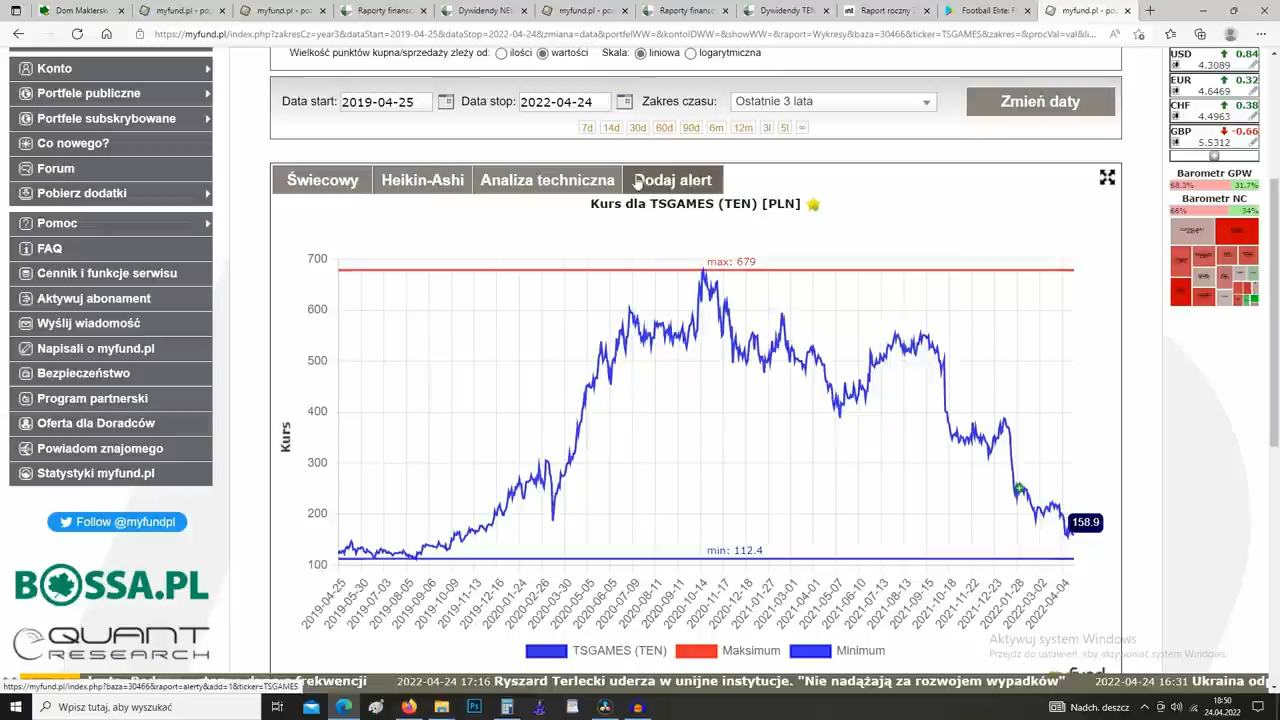 Dom Maklerski
myfund.pl - pop
myfund.pl - pop
Raporty finanso
Dywidendy NE
myfund.pl - pop
Raporty finanso
Dywidendy TEN
Raport roczny
Football Elite: F
myfund.pl - po
https://myfund.pl/index.php?zakresCz=year3&dataStart=2019-04-25&dataStop=2022-04-24&zmiana=data&portfelWW=&kontoIDWW=&showWW=&raport=Wykresy&baza=30466&ticker=TSGAMES&zakres=&procVal=val&li...
Wielkość punktów kupna/sprzedaży zależy od: ilości wartości Skala: liniowa logarytmiczna
Data start: 2019-04-25 Data stop: 2022-04-24 Zakres czasu: Ostatnie 3 lata Zmień daty
7d 14d 30d 60d 90d 6m 12m 3l 5l ∞
Konto
Portfele publiczne
Portfele subskrybowane
Co nowego?
Forum
Pobierz dodatki
Pomoc
FAQ
Cennik i funkcje serwisu
Aktywuj abonament
Wyślij wiadomość
Napisali o myfund.pl
Bezpieczeństwo
Program partnerski
Oferta dla Doradców
Powiadom znajomego
Statystyki myfund.pl
Follow @myfundpl
BOSSA.PL
EQUANT
RESEARCH
Świecowy Heikin-Ashi Analiza techniczna Dodaj alert
Kurs dla TSGAMES (TEN) [PLN]
max: 679
min: 112.4
158.9
Kurs
700
600
500
400
300
200
100
2019-04-25
2019-05-30
2019-07-03
2019-08-05
2019-09-06
2019-10-09
2019-11-13
2019-12-16
2020-01-24
2020-02-26
2020-03-30
2020-05-05
2020-06-05
2020-07-09
2020-08-11
2020-09-11
2020-10-14
2020-11-17
2020-12-18
2021-01-27
2021-03-01
2021-04-01
2021-05-07
2021-06-10
2021-07-13
2021-08-13
2021-09-15
2021-10-18
2021-11-22
2021-12-23
2022-01-28
2022-03-02
2022-04-04
TSGAMES (TEN) Maksimum Minimum
USD 0.84
4.3089
EUR 0.32
4.6469
CHF 0.38
4.4963
GBP -0.66
5.5312
Barometr GPW
68.3% 31.7%
Barometr NC
66% 34%
Aktywuj system Windows
Przejdź do ustawień, aby aktywować system Windows.
frekwencji 2022-04-24 17:16 Ryszard Terlecki uderza w unijne instytucje. "Nie nadążają za rozwojem wypadków" 2022-04-24 16:31 Ukraina odp
https://myfund.pl/index.php?baza=30466&raport=alerty&add=1&ticker=TSGAMES
Wpisz tutaj, aby wyszukać
Nadch. deszcz
18:50
24.04.2022